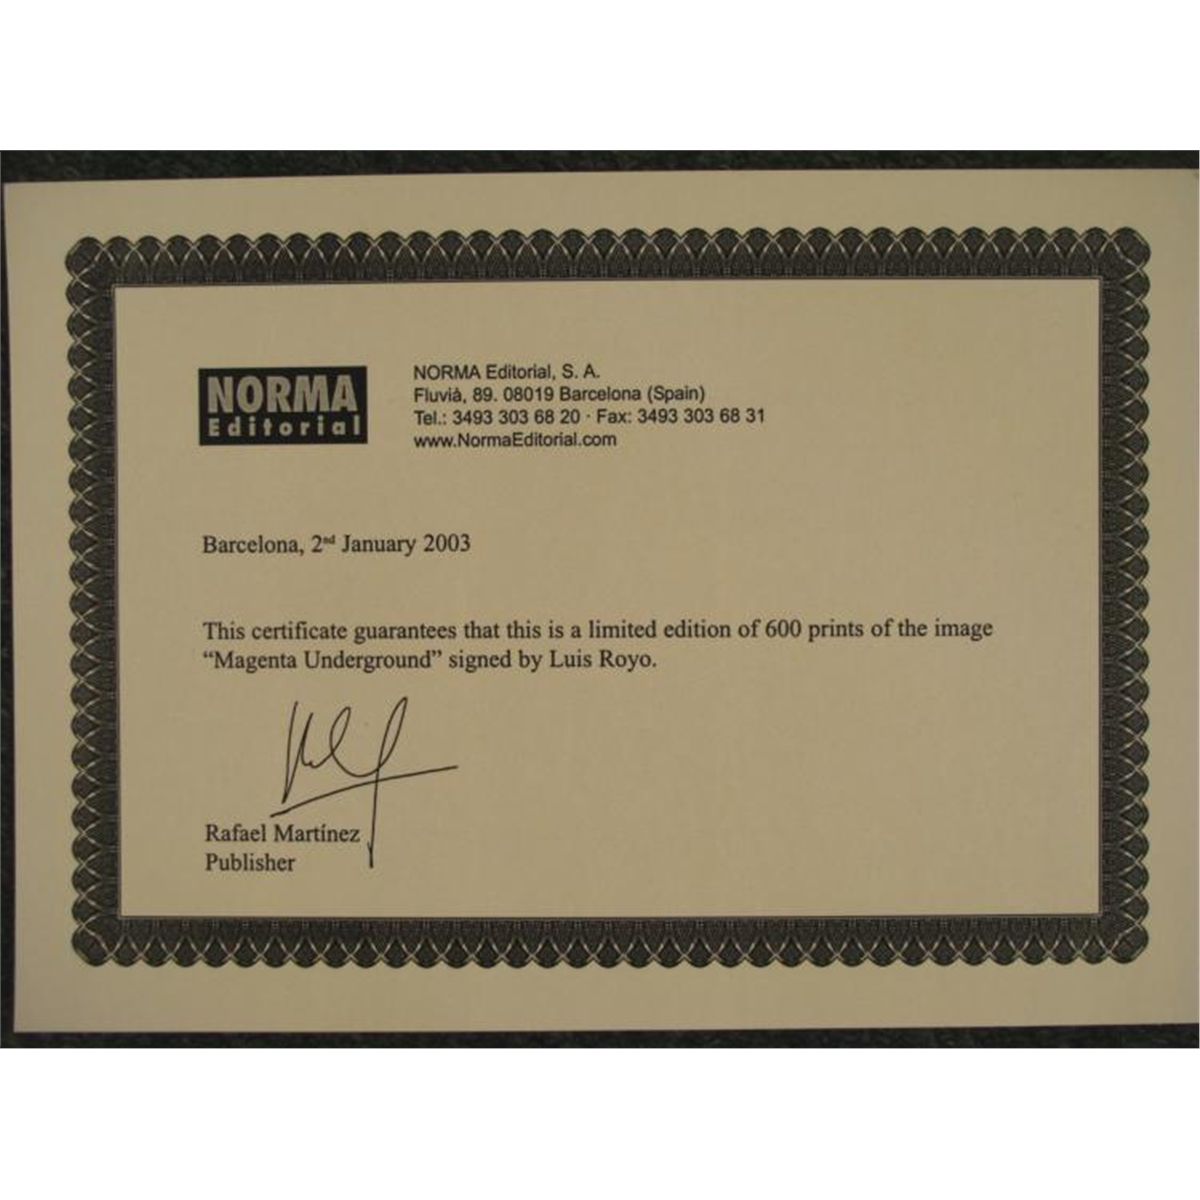 NORMA
Editorial
NORMA Editorial, S. A.
Fluvià, 89. 08019 Barcelona (Spain)
Tel.: 3493 303 68 20 · Fax: 3493 303 68 31
www.NormaEditorial.com
Barcelona, 2nd January 2003
This certificate guarantees that this is a limited edition of 600 prints of the image
“Magenta Underground” signed by Luis Royo.
Rafael Martínez
Publisher